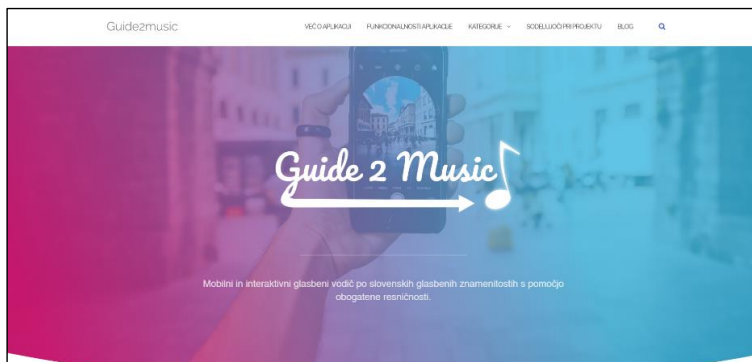 Guide2music
VEČ O APLIKACIJI FUNKCIONALNOSTI APLIKACIJE KATEGORIJE SODELUJOČI PRI PROJEKTU BLOG
Guide 2 Music
Mobilni in interaktivni glasbeni vodič po slovenskih glasbenih znamenitostih s pomočjo
obogatene resničnosti.